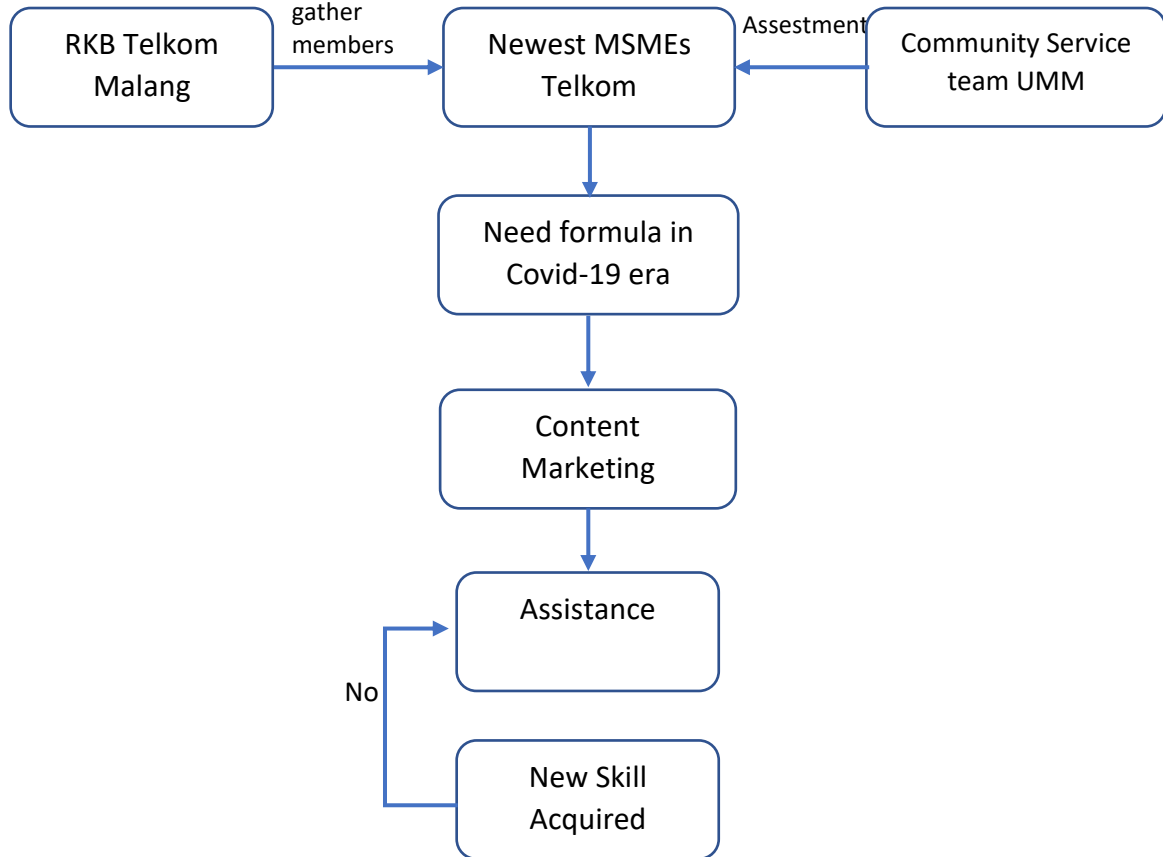 gather
members
RKB Telkom
Malang
Newest MSMEs
Telkom
Assestment
Community Service
team UMM
Need formula in
Covid-19 era
Content
Marketing
Assistance
No
New Skill
Acquired